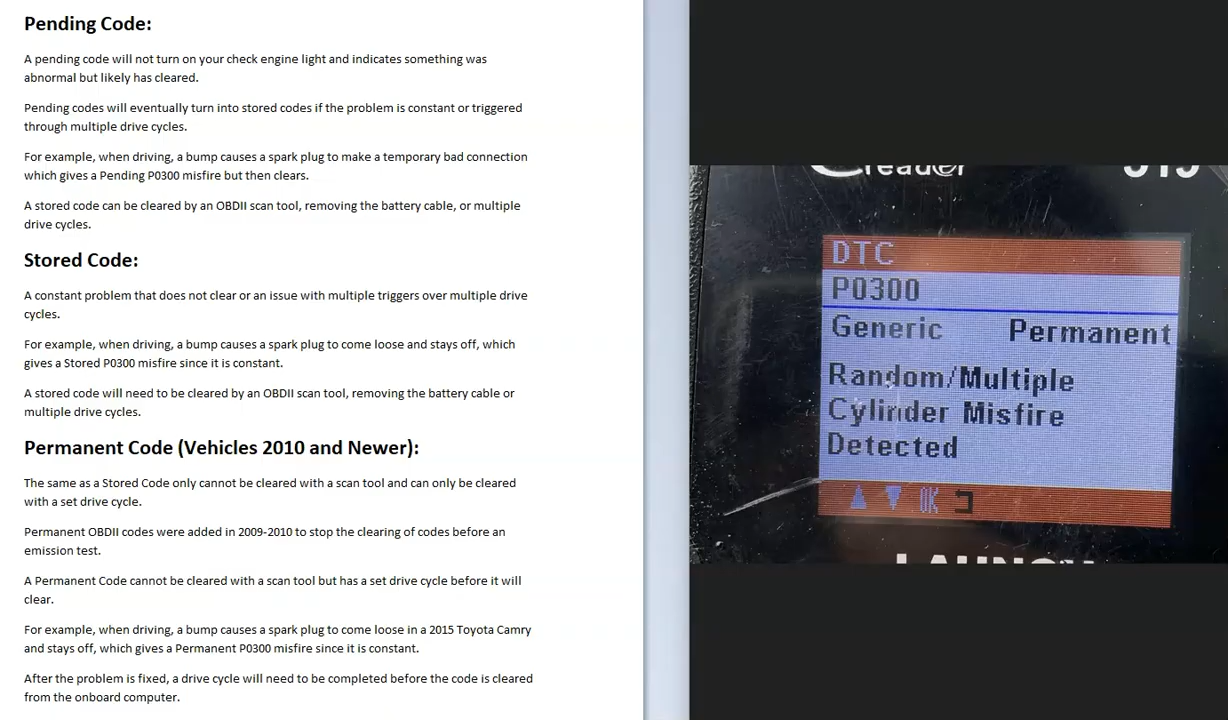 Pending Code:
A pending code will not turn on your check engine light and indicates something was
abnormal but likely has cleared.
Pending codes will eventually turn into stored codes if the problem is constant or triggered
through multiple drive cycles.
For example, when driving, a bump causes a spark plug to make a temporary bad connection
which gives a Pending P0300 misfire but then clears.
A stored code can be cleared by an OBDII scan tool, removing the battery cable, or multiple
drive cycles.
Stored Code:
A constant problem that does not clear or an issue with multiple triggers over multiple drive
cycles.
For example, when driving, a bump causes a spark plug to come loose and stays off, which
gives a Stored P0300 misfire since it is constant.
A stored code will need to be cleared by an OBDII scan tool, removing the battery cable or
multiple drive cycles.
Permanent Code (Vehicles 2010 and Newer):
The same as a Stored Code only cannot be cleared with a scan tool and can only be cleared
with a set drive cycle.
Permanent OBDII codes were added in 2009-2010 to stop the clearing of codes before an
emission test.
A Permanent Code cannot be cleared with a scan tool but has a set drive cycle before it will
clear.
For example, when driving, a bump causes a spark plug to come loose in a 2015 Toyota Camry
and stays off, which gives a Permanent P0300 misfire since it is constant.
After the problem is fixed, a drive cycle will need to be completed before the code is cleared
from the onboard computer.
Creader
DTC
P0300
Generic Permanent
Random/Multiple
Cylinder Misfire
Detected
OK
LAUNCH